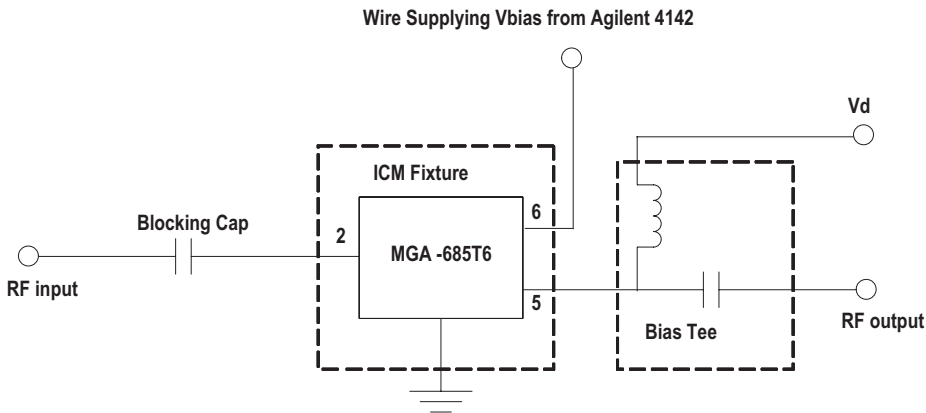 Wire Supplying Vbias from Agilent 4142
Vd
ICM Fixture
6
Blocking Cap
2
MGA -685T6
RF input
5
RF output
Bias Tee